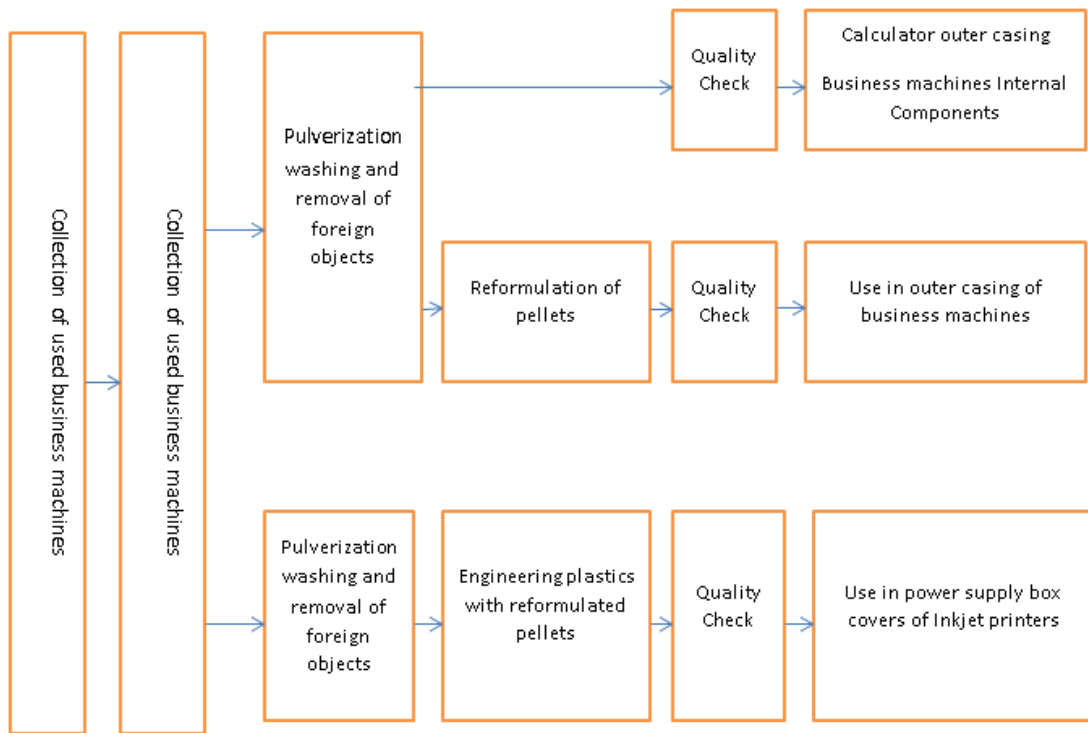 Collection of used business machines
Collection of used business machines
Pulverization
washing and
removal of
foreign
objects
Quality
Check
Calculator outer casing
Business machines Internal
Components
Reformulation of
pellets
Quality
Check
Use in outer casing of
business machines
Pulverization
washing and
removal of
foreign
objects
Engineering plastics
with reformulated
pellets
Quality
Check
Use in power supply box
covers of Inkjet printers